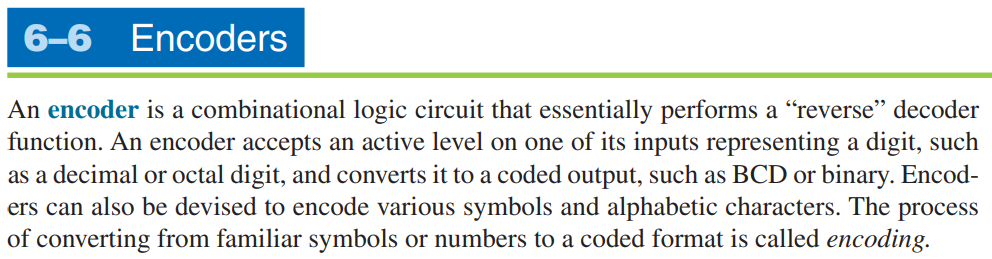 6–6 Encoders
An encoder is a combinational logic circuit that essentially performs a “reverse” decoder
function. An encoder accepts an active level on one of its inputs representing a digit, such
as a decimal or octal digit, and converts it to a coded output, such as BCD or binary. Encod-
ers can also be devised to encode various symbols and alphabetic characters. The process
of converting from familiar symbols or numbers to a coded format is called encoding.